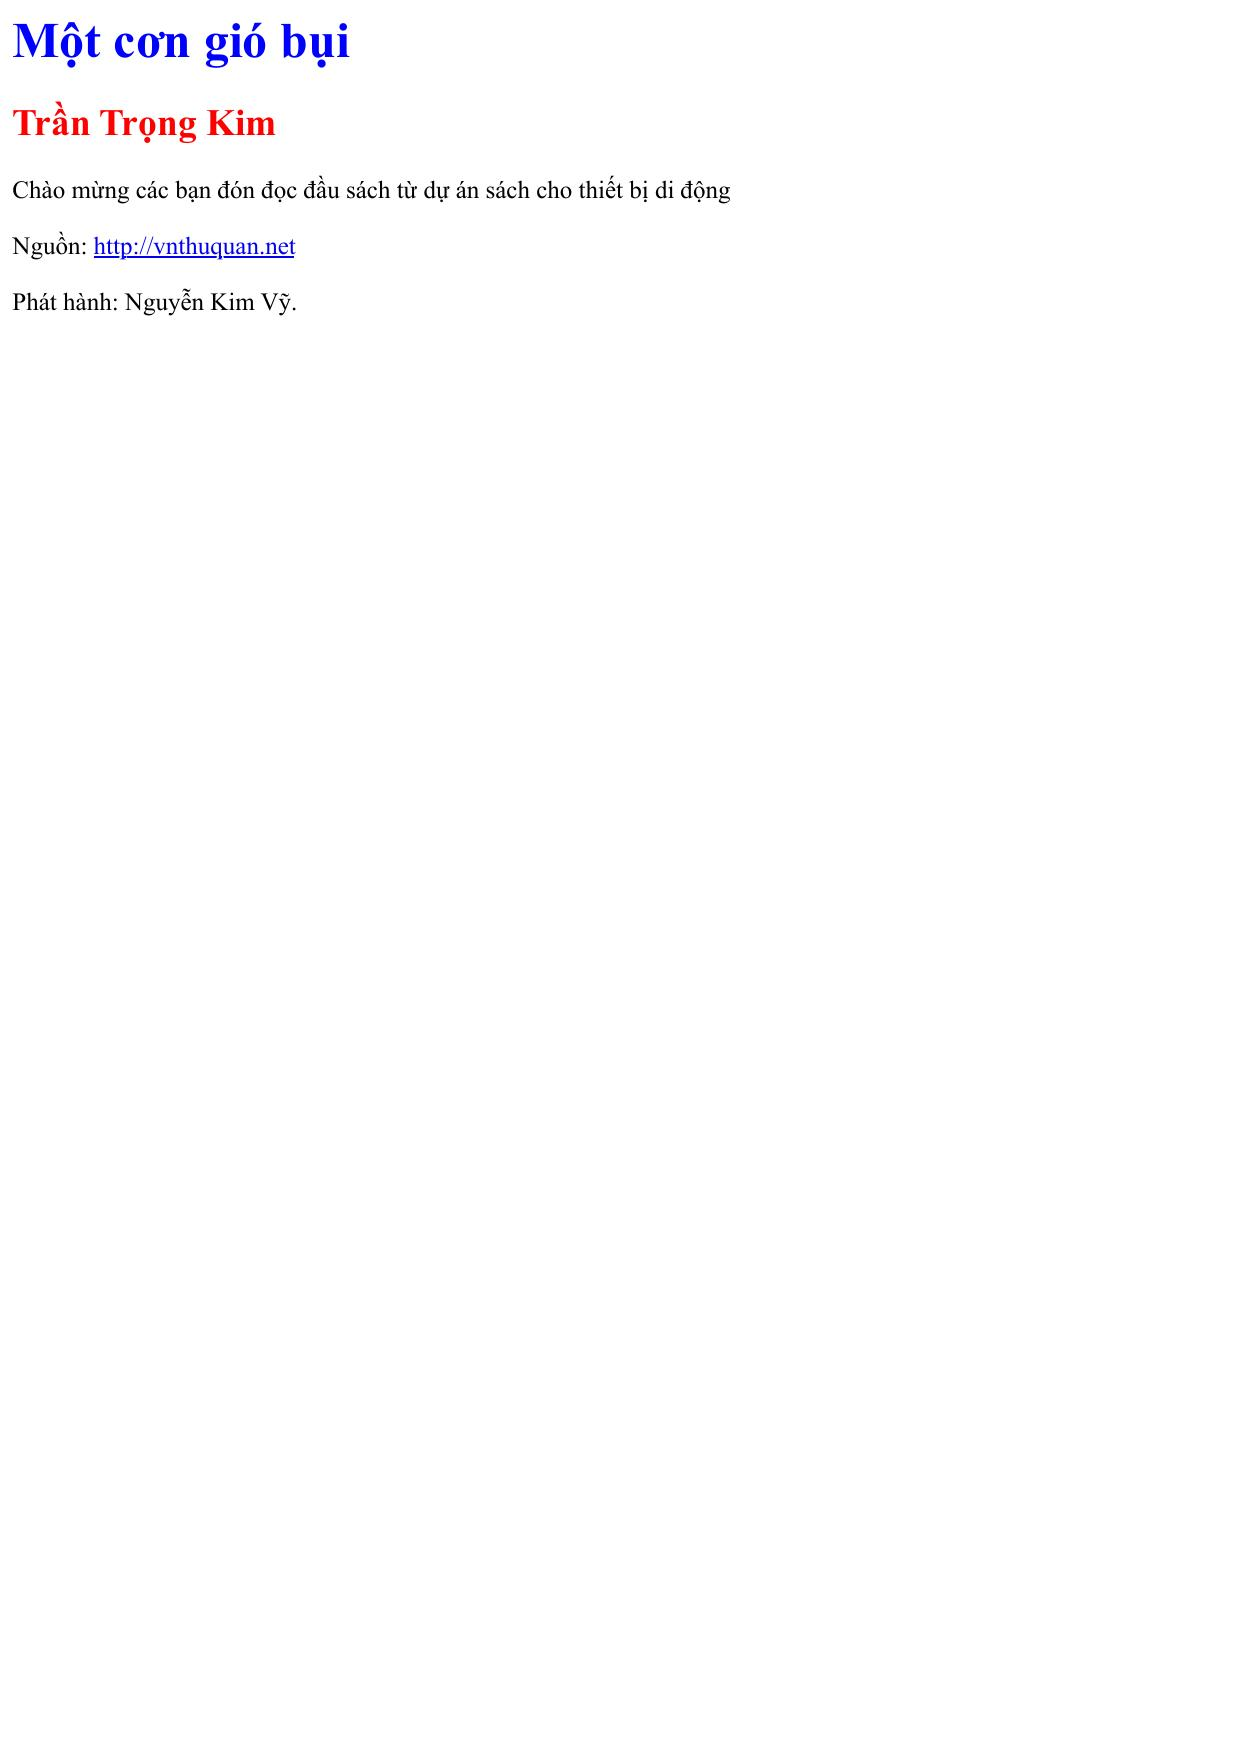 Một cơn gió bụi
Trần Trọng Kim
Chào mừng các bạn đón đọc đầu sách từ dự án sách cho thiết bị di động
Nguồn: http://vnthuquan.net
Phát hành: Nguyễn Kim Vỹ.